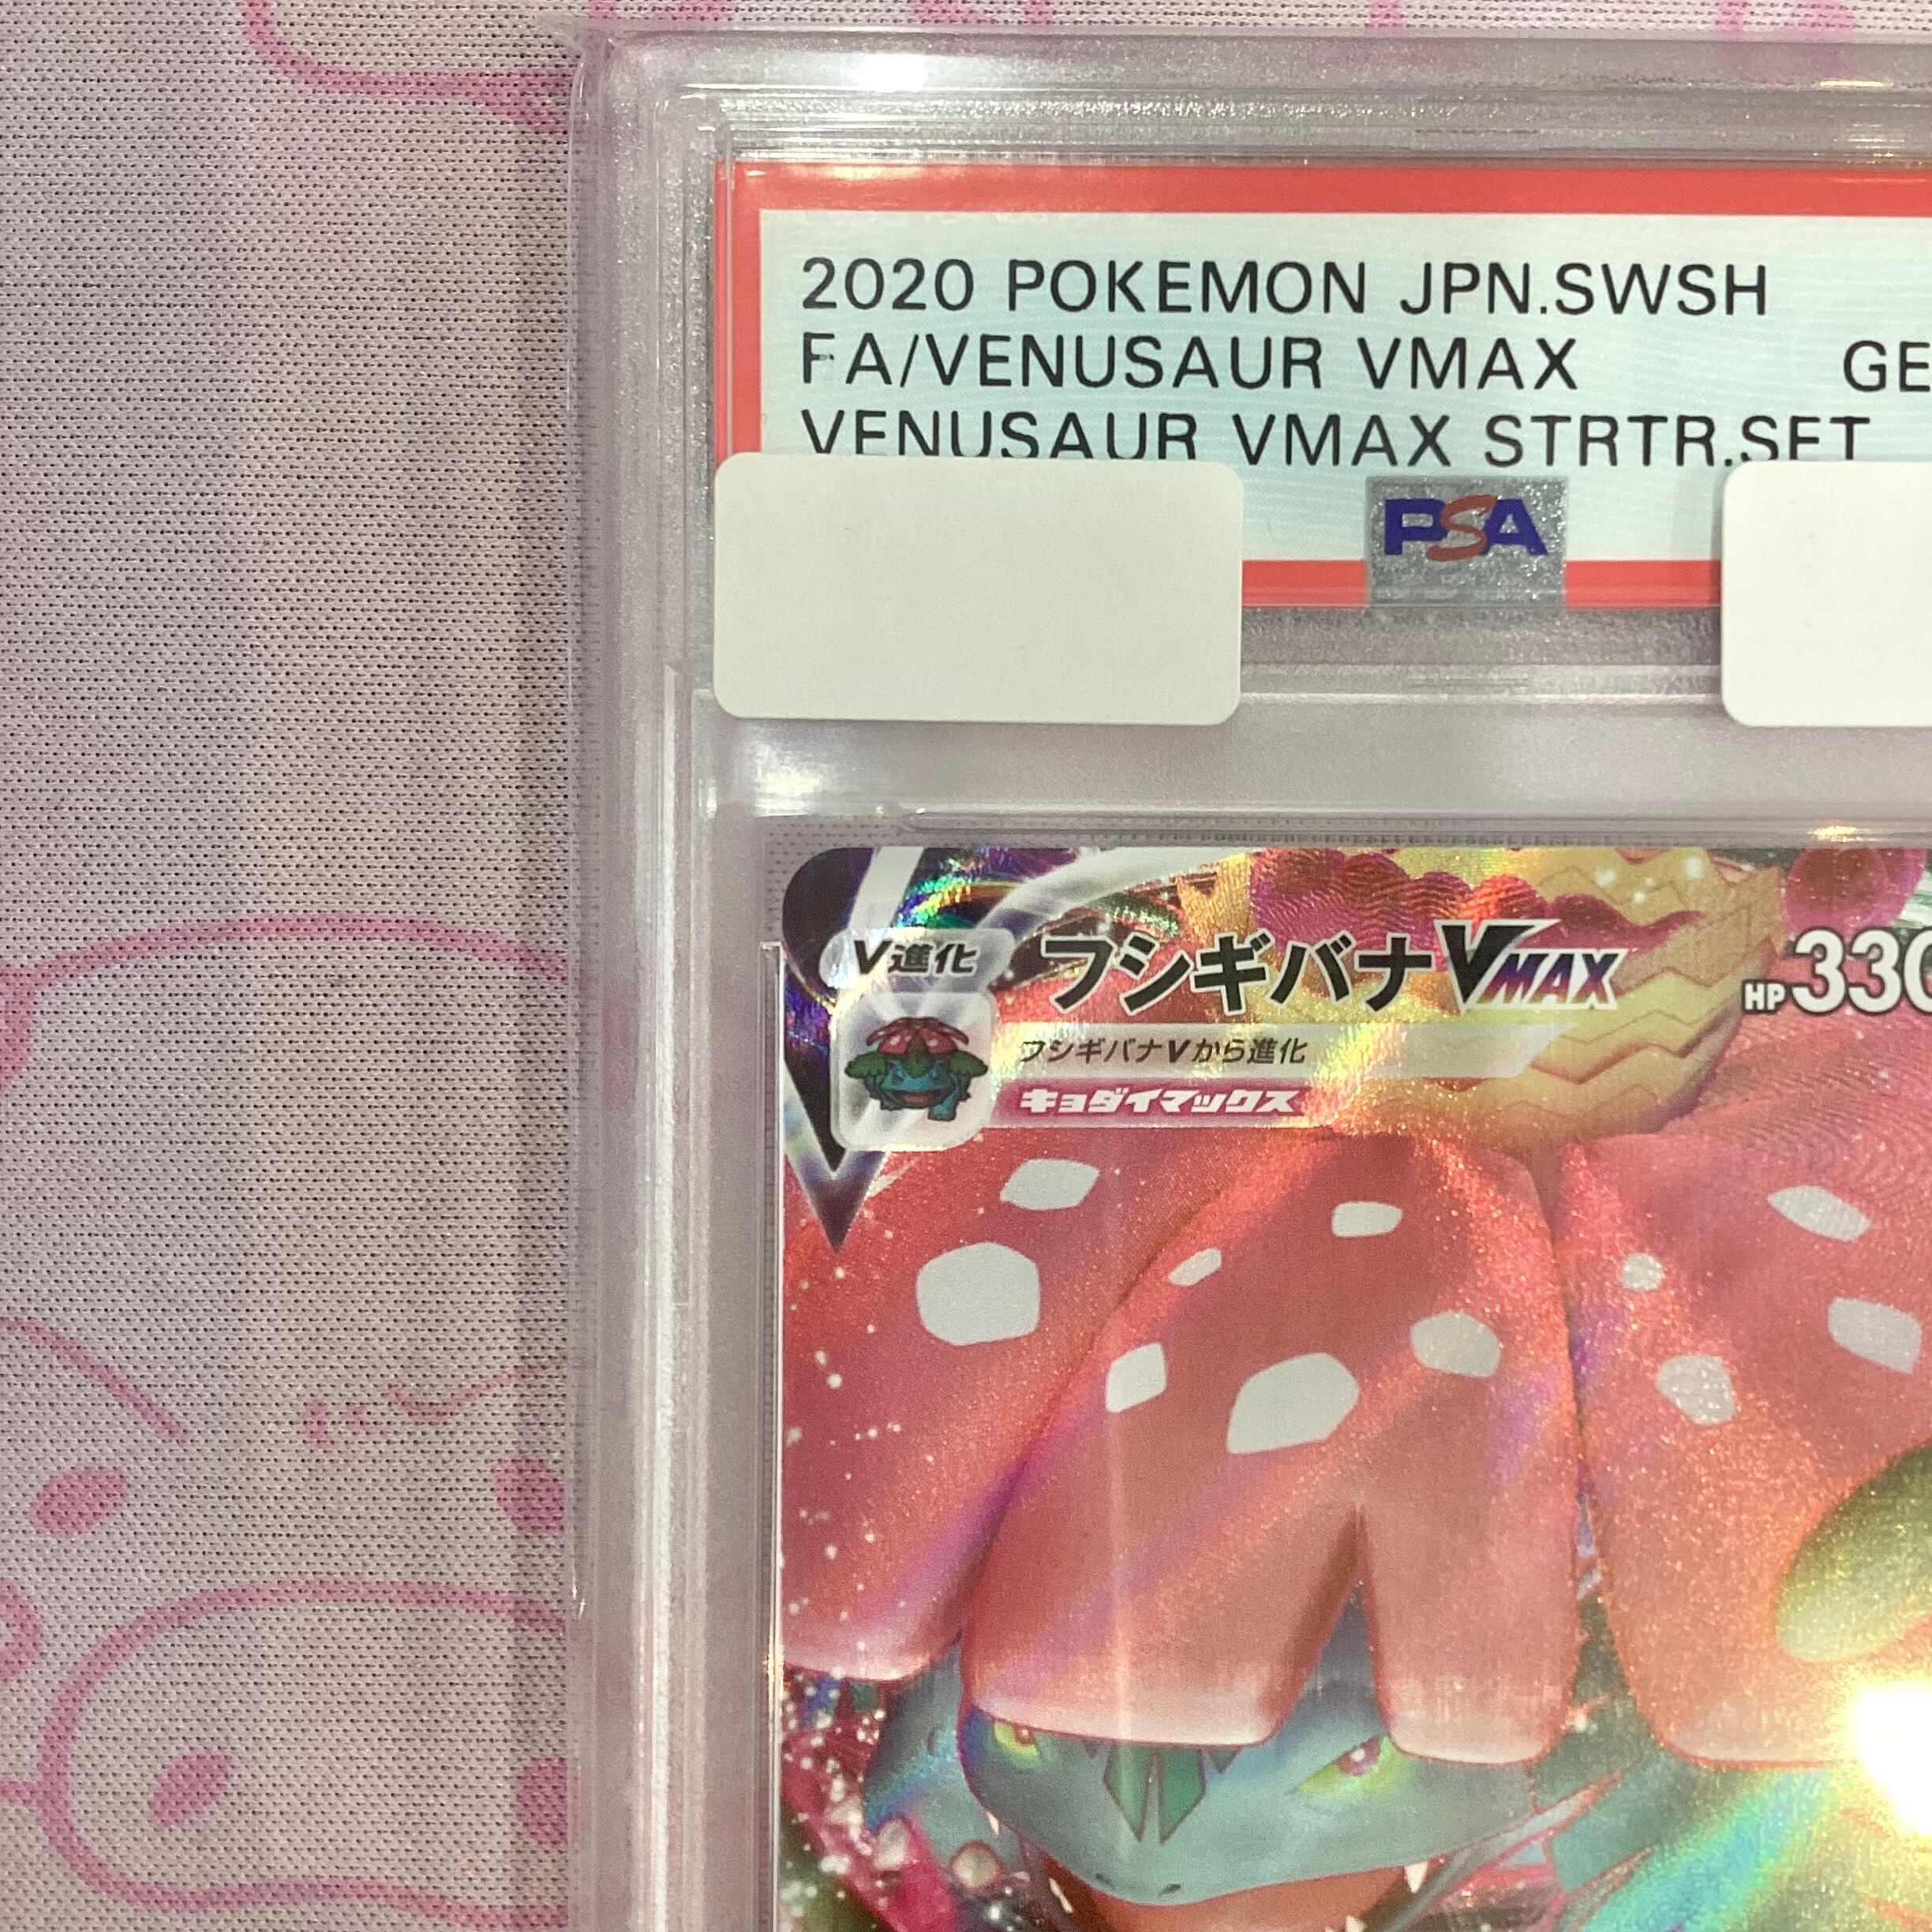 2020 POKEMON JPN.SWSH
FA/VENUSAUR VMAX GE
VENUSAUR VMAX STRTR.SET
PSA
V進化 フシギバナVMAX HP330
フシギバナVから進化
キョダイマックス